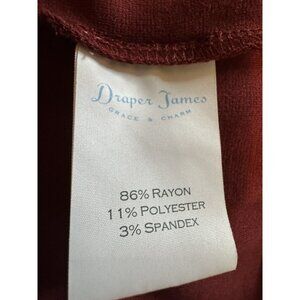 Draper James
GRACE & CHARM
86% RAYON
11% POLYESTER
3% SPANDEX